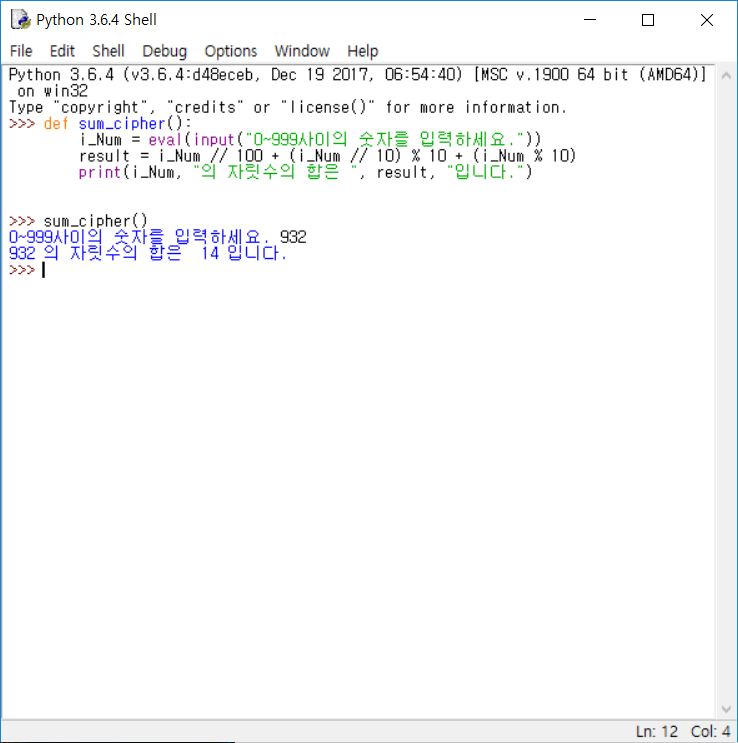 Python 3.6.4 Shell
File Edit Shell Debug Options Window Help
Python 3.6.4 (v3.6.4:d48eceb, Dec 19 2017, 06:54:40) [MSC v.1900 64 bit (AMD64)]
 on win32
Type "copyright", "credits" or "license()" for more information.
>>> def sum_cipher():
        i_Num = eval(input("0~999사이의 숫자를 입력하세요."))
        result = i_Num // 100 + (i_Num // 10) % 10 + (i_Num % 10)
        print(i_Num, "의 자릿수의 합은 ", result, "입니다.")
>>> sum_cipher()
0~999사이의 숫자를 입력하세요. 932
932 의 자릿수의 합은  14 입니다.
>>>
Ln: 12 Col: 4